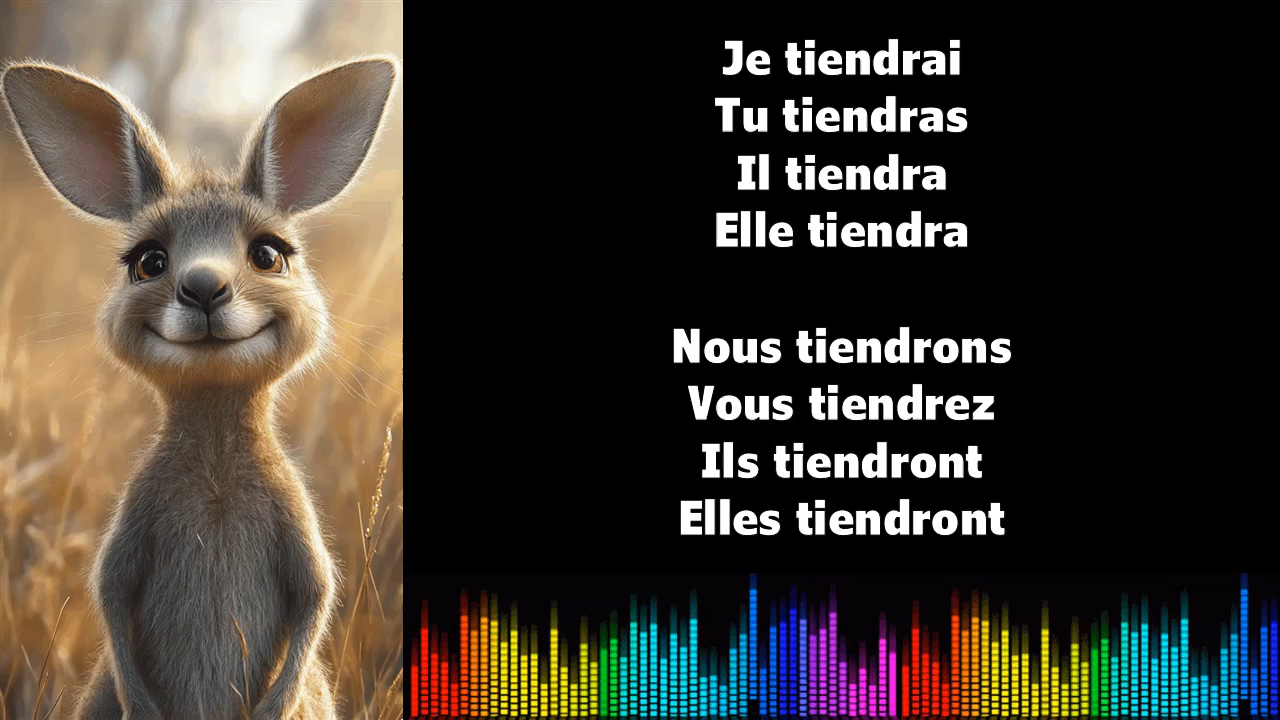 Je tiendrai
Tu tiendras
Il tiendra
Elle tiendra
Nous tiendrons
Vous tiendrez
Ils tiendront
Elles tiendront